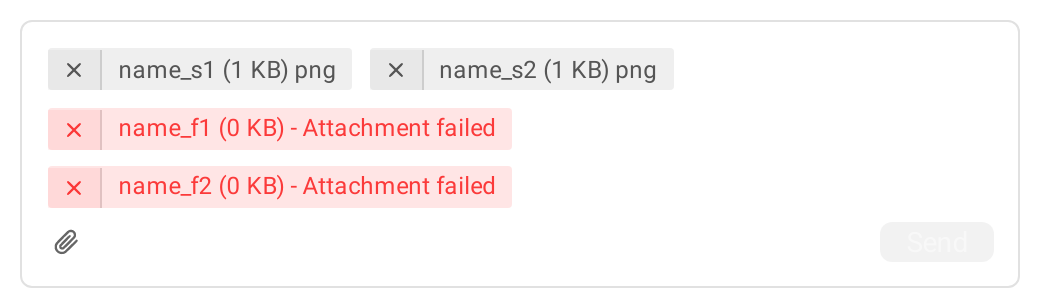 name_s1 (1 KB) png name_s2 (1 KB) png
name_f1 (0 KB) - Attachment failed
name_f2 (0 KB) - Attachment failed
Send